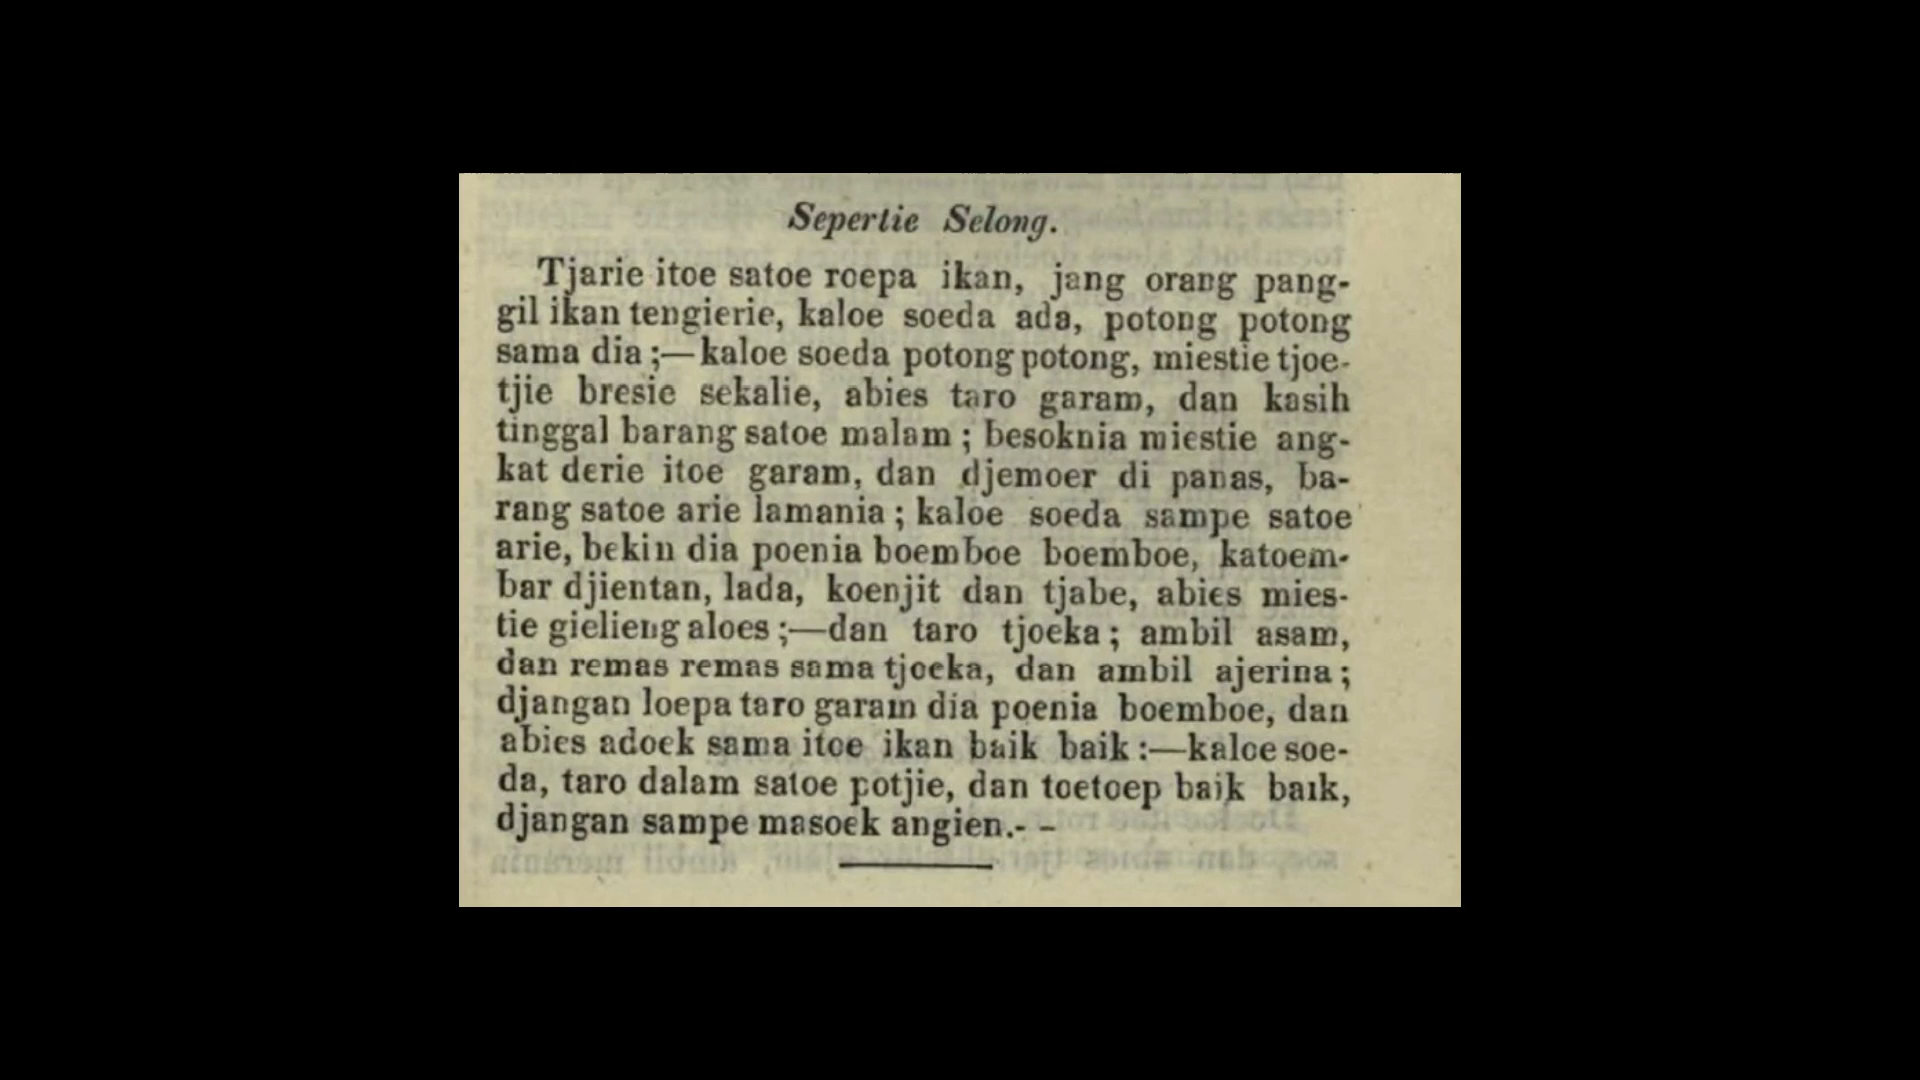 Sepertie Selong.
Tjarie itoe satoe roepa ikan, jang orang pang-
gil ikan tengierie, kaloe soeda ada, potong potong
sama dia ;—kaloe soeda potong potong, miestie tjoe-
tjie bresie sekalie, abies taro garam, dan kasih
tinggal barang satoe malam ; besoknia miestie ang-
kat derie itoe garam, dan djemoer di panas, ba-
rang satoe arie lamania ; kaloe soeda sampe satoe
arie, bekin dia poenia boemboe boemboe, katoem-
bar djientan, lada, koenjit dan tjabe, abies mies-
tie gielieng aloes ;—dan taro tjoeka ; ambil asam,
dan remas remas sama tjoeka, dan ambil ajerina ;
djangan loepa taro garam dia poenia boemboe, dan
abies adoek sama itoe ikan baik baik :—kaloe soe-
da, taro dalam satoe potjie, dan toetoep baik baik,
djangan sampe masoek angien.- -